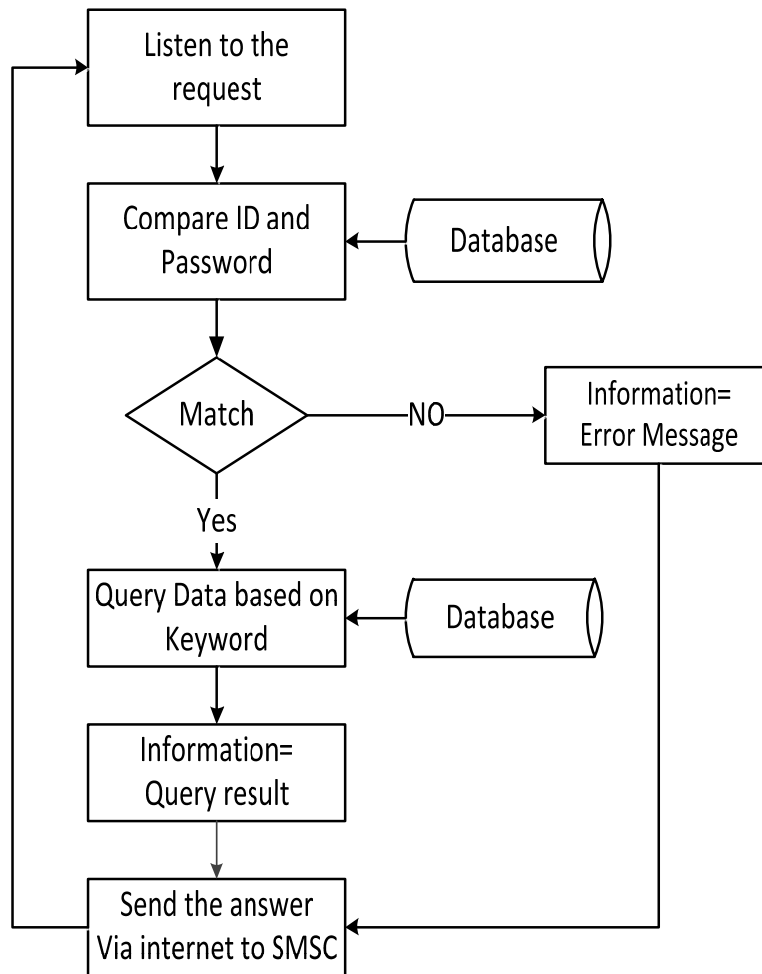 Listen to the
request
Compare ID and
Password
Database
Match
NO
Information=
Error Message
Yes
Query Data based on
Keyword
Database
Information=
Query result
Send the answer
Via internet to SMSC